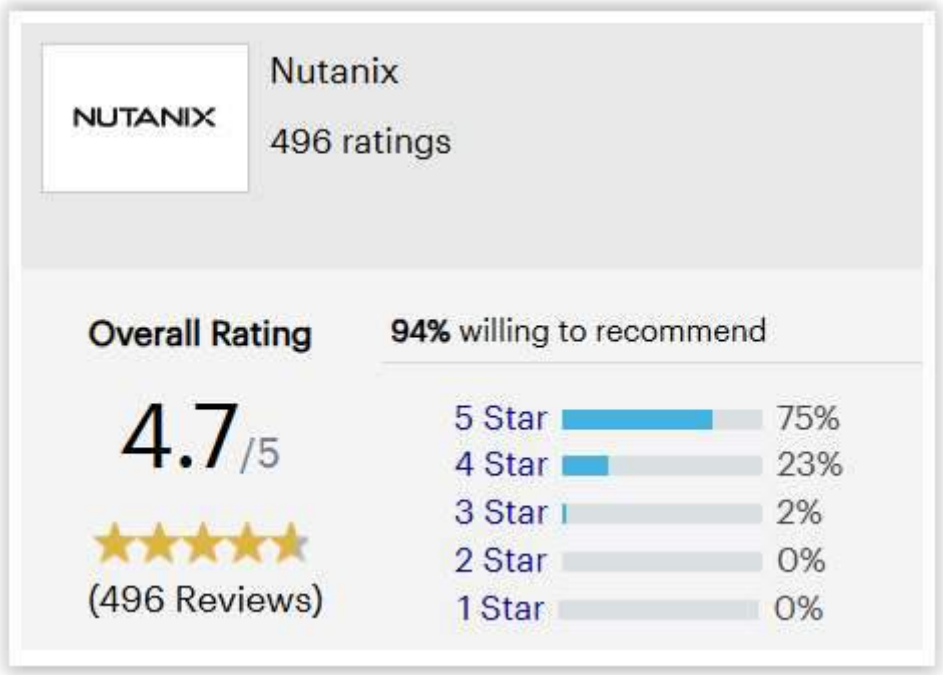 NUTANIX
Nutanix
496 ratings
Overall Rating
4.7/5
(496 Reviews)
94% willing to recommend
5 Star 75%
4 Star 23%
3 Star 2%
2 Star 0%
1 Star 0%